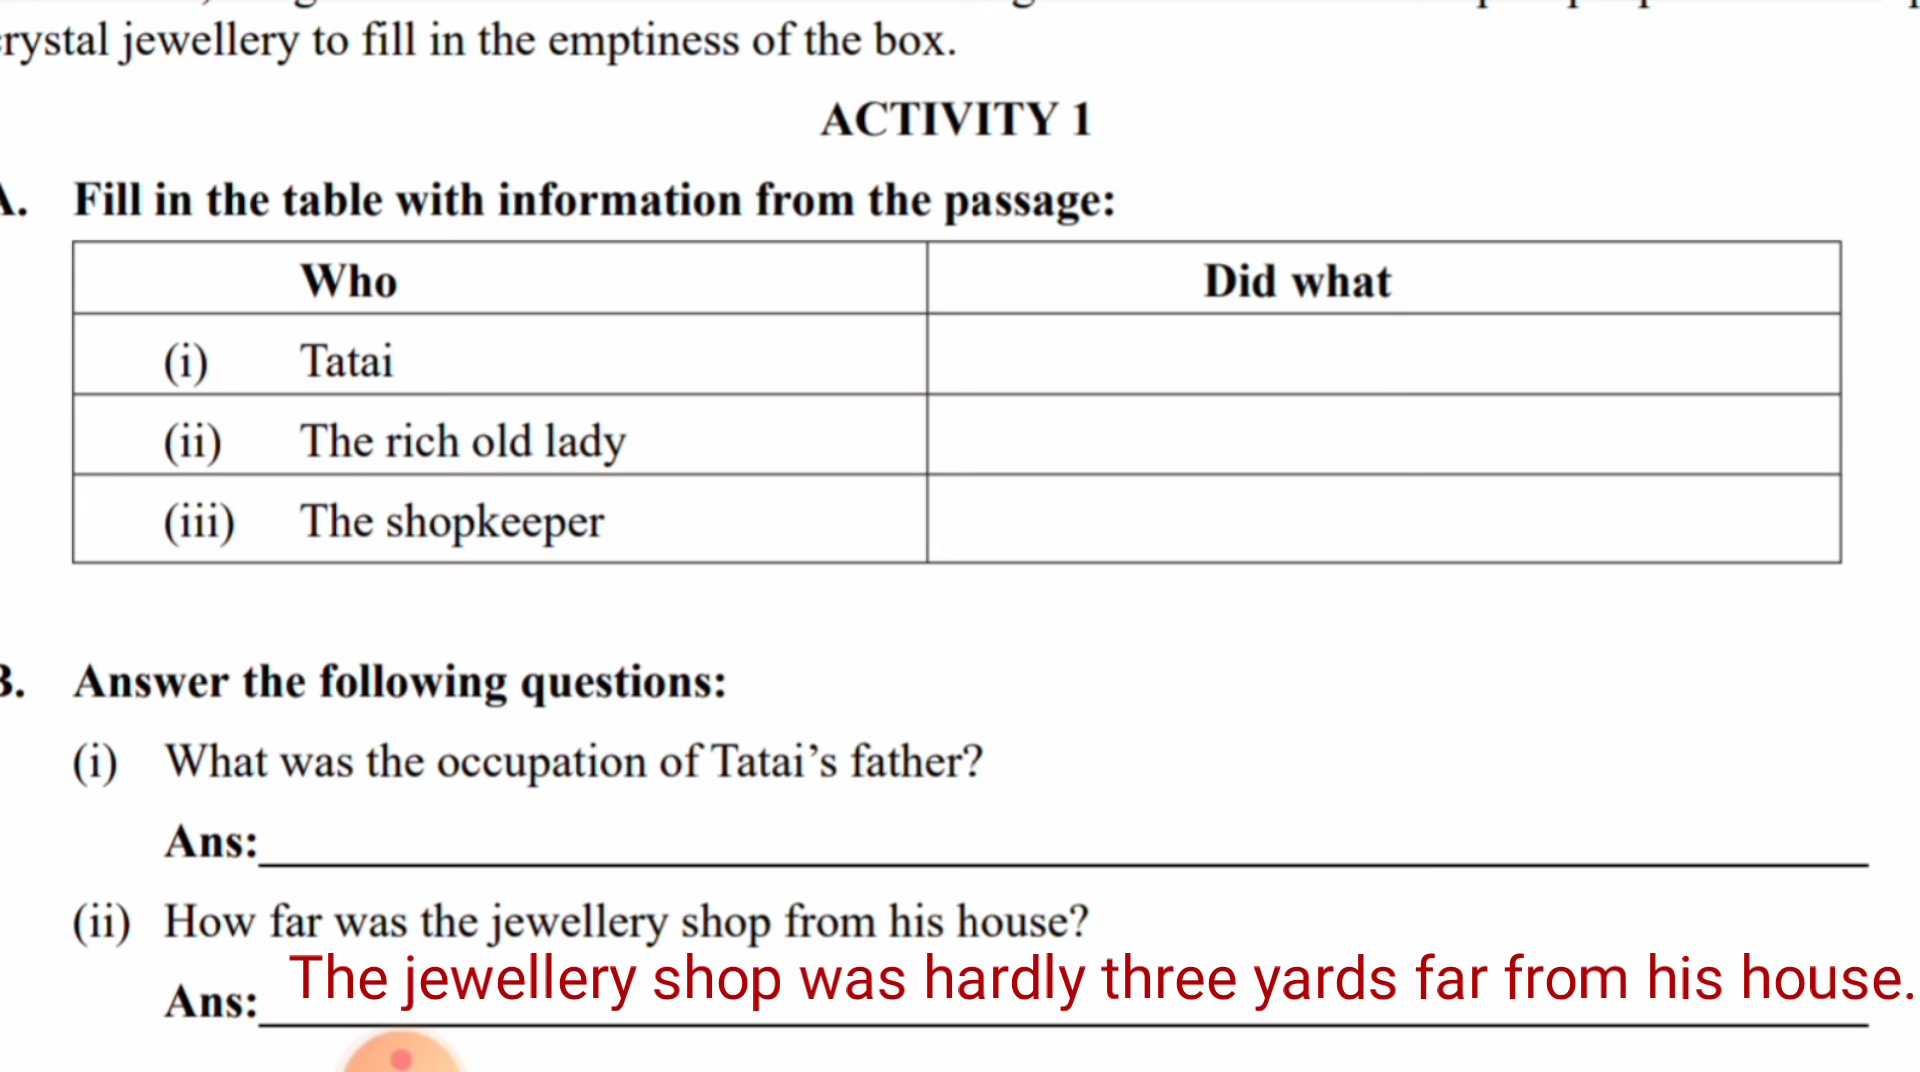 rystal jewellery to fill in the emptiness of the box.
ACTIVITY 1
A. Fill in the table with information from the passage:
Who Did what
(i) Tatai
(ii) The rich old lady
(iii) The shopkeeper
B. Answer the following questions:
(i) What was the occupation of Tatai’s father?
Ans:
(ii) How far was the jewellery shop from his house?
Ans: The jewellery shop was hardly three yards far from his house.